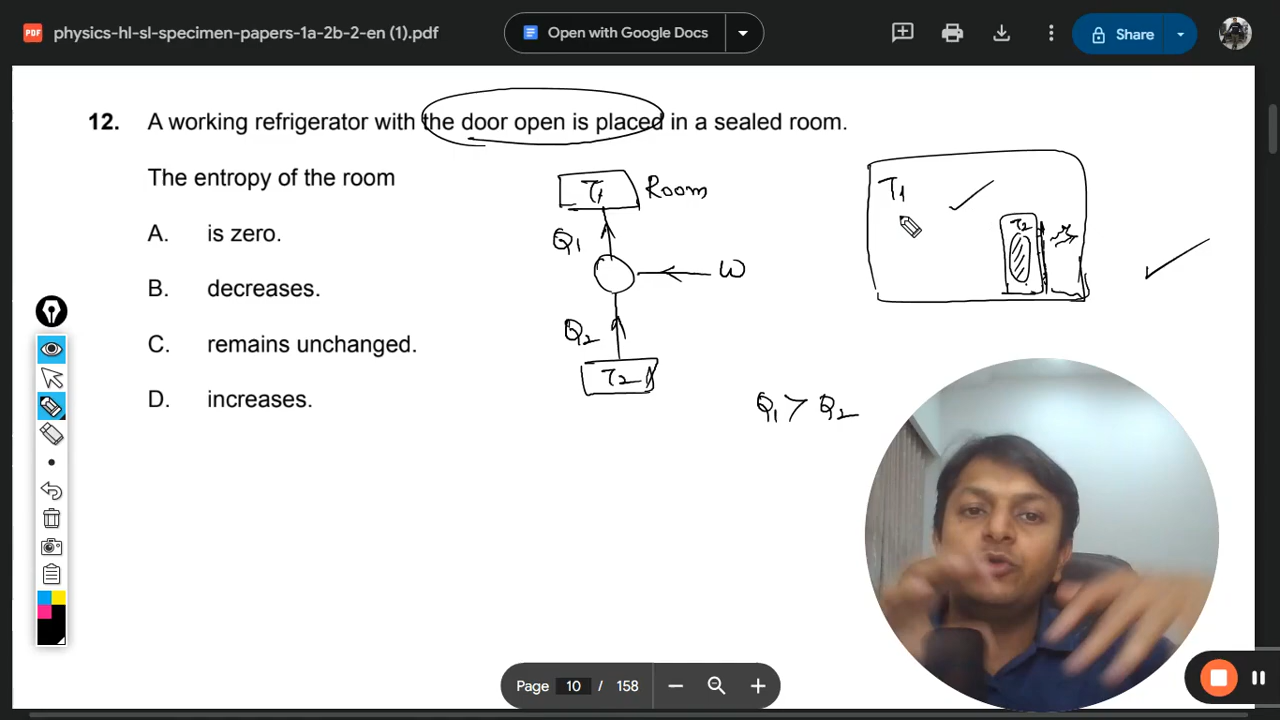 physics-hl-sl-specimen-papers-1a-2b-2-en (1).pdf
Open with Google Docs
Share
12. A working refrigerator with the door open is placed in a sealed room.
The entropy of the room
A. is zero.
B. decreases.
C. remains unchanged.
D. increases.
T1 Room
Q1
W
Q2
T2
T1
T2
Q1 > Q2
Page 10 / 158
PDF